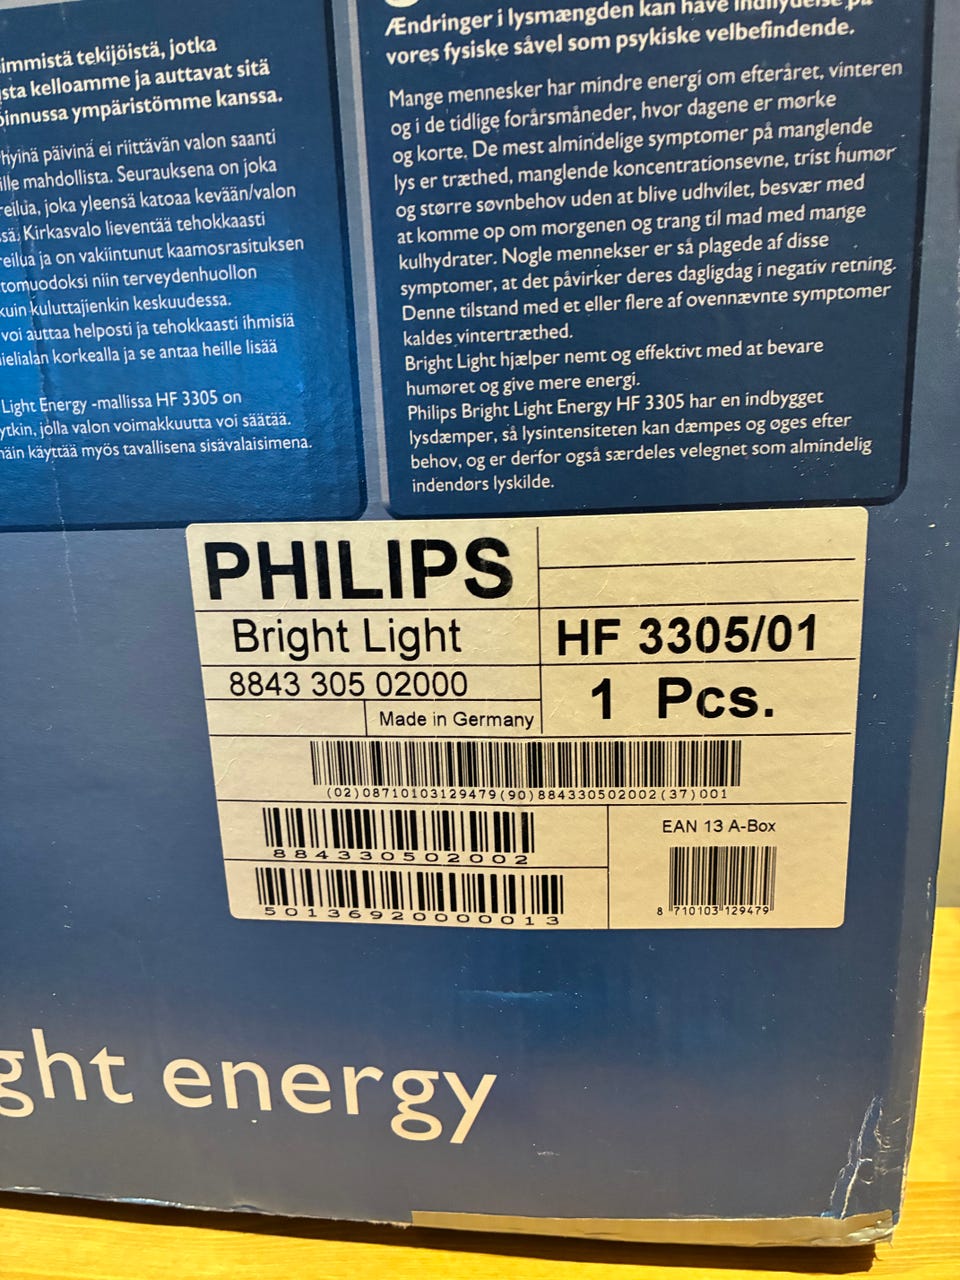 tekijöistä, jotka
kelloamme ja auttavat sitä
ympäristömme kanssa.
päivinä ei riittävän valon saanti
mahdollista. Seurauksena on joka
joka yleensä katoaa kevään/valon
Kirkasvalo lieventää tehokkaasti
ja on vakiintunut kaamosrasituksen
niin terveydenhuollon
kuin kuluttajienkin keskuudessa.
voi auttaa helposti ja tehokkaasti ihmisiä
korkealla ja se antaa heille lisää
Light Energy -mallissa HF 3305 on
jolla valon voimakkuutta voi säätää.
käyttää myös tavallisena sisävalaisimena.
Ændringer i lysmængden kan have
vores fysiske såvel som psykiske velbefindende.
Mange mennesker har mindre energi om efteråret, vinteren
og i de tidlige forårsmåneder, hvor dagene er mørke
og korte. De mest almindelige symptomer på manglende
lys er træthed, manglende koncentrationsevne, trist humør
og større søvnbehov uden at blive udhvilet, besvær med
at komme op om morgenen og trang til mad med mange
kulhydrater. Nogle mennekser er så plagede af disse
symptomer, at det påvirker deres dagligdag i negativ retning.
Denne tilstand med et eller flere af ovennævnte symptomer
kaldes vintertræthed.
Bright Light hjælper nemt og effektivt med at bevare
humøret og give mere energi.
Philips Bright Light Energy HF 3305 har en indbygget
lysdæmper, så lysintensiteten kan dæmpes og øges efter
behov, og er derfor også særdeles velegnet som almindelig
indendørs lyskilde.
PHILIPS
Bright Light
HF 3305/01
8843 305 02000
1 Pcs.
Made in Germany
(02)08710103129479(90)884330502002(37)001
884330502002
EAN 13 A-Box
5013692000013
8 710103 129479
ght energy